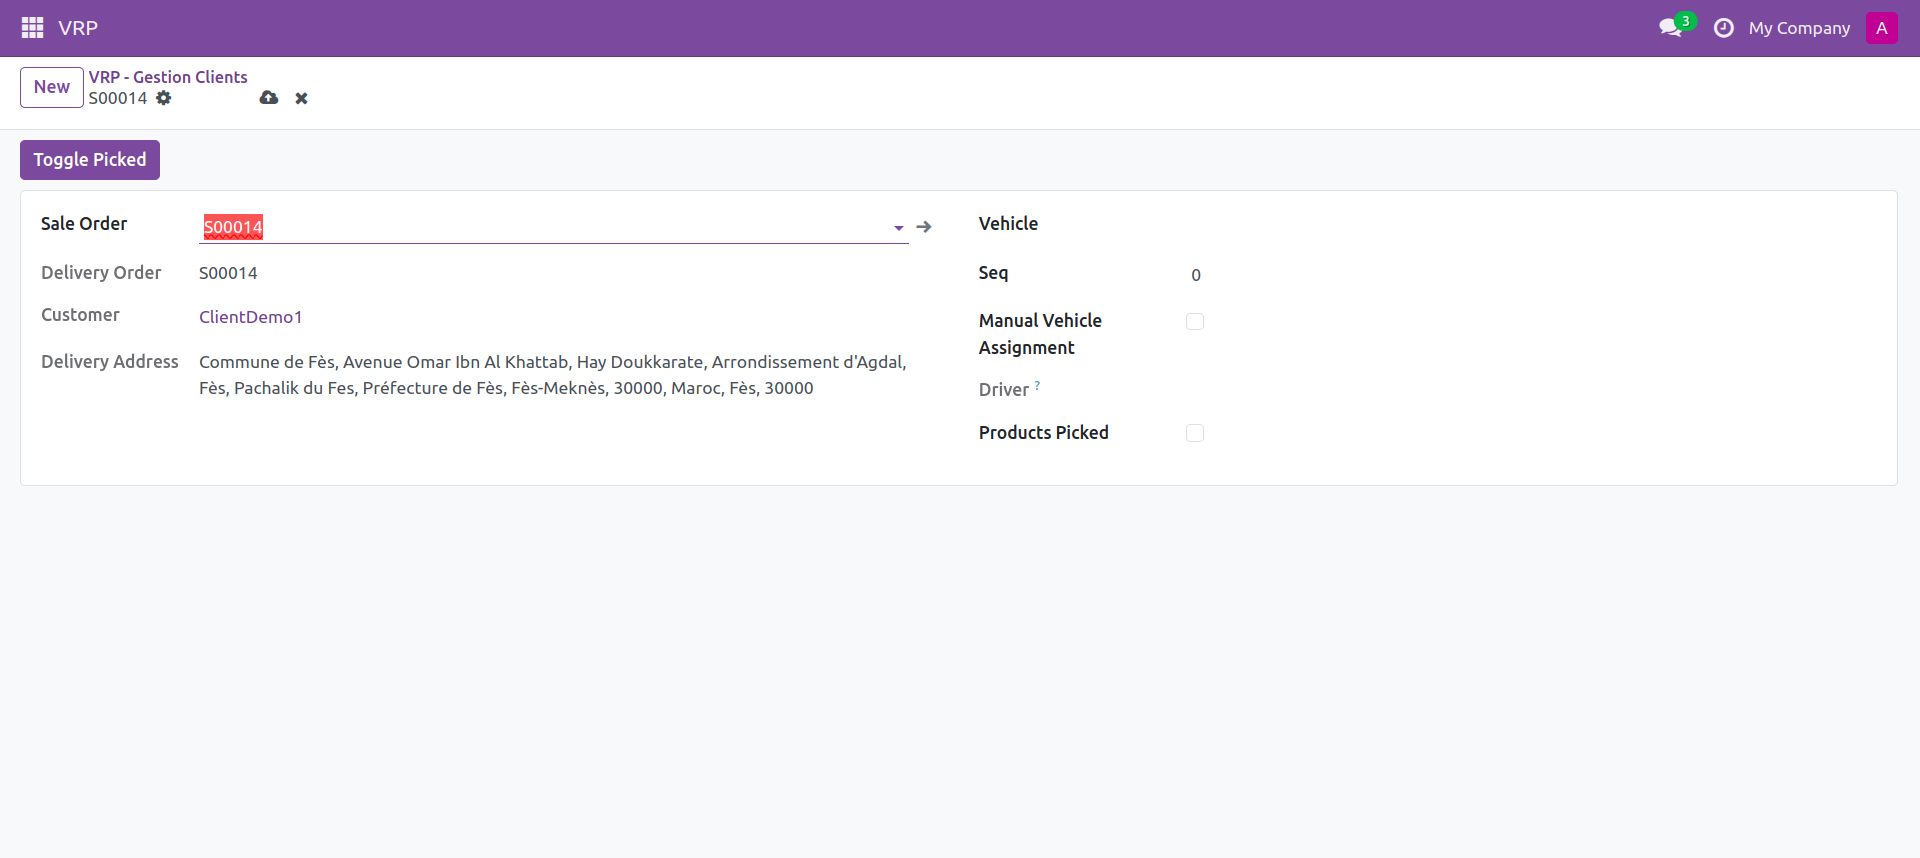 VRP
3
My Company
A
New
VRP - Gestion Clients
S00014
Toggle Picked
Sale Order
S00014
Delivery Order
S00014
Customer
ClientDemo1
Delivery Address
Commune de Fès, Avenue Omar Ibn Al Khattab, Hay Doukkarate, Arrondissement d'Agdal,
Fès, Pachalik du Fes, Préfecture de Fès, Fès-Meknès, 30000, Maroc, Fès, 30000
Vehicle
Seq
0
Manual Vehicle
Assignment
Driver ?
Products Picked